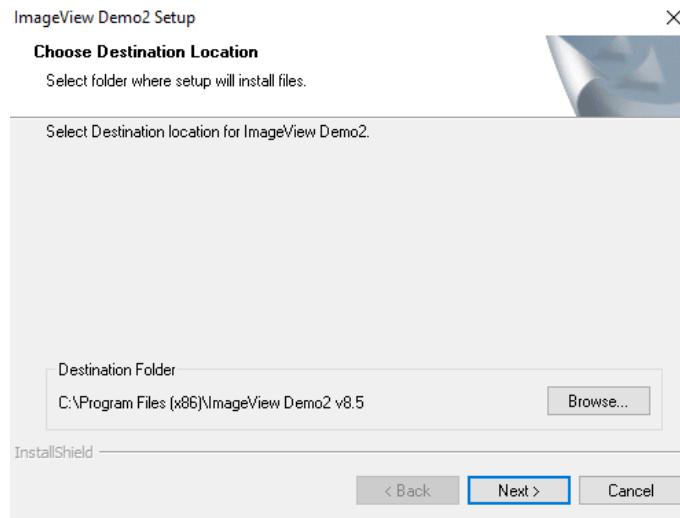 ImageView Demo2 Setup
Choose Destination Location
Select folder where setup will install files.
Select Destination location for ImageView Demo2.
Destination Folder
C:\Program Files (x86)\ImageView Demo2 v8.5
Browse...
InstallShield
< Back
Next >
Cancel